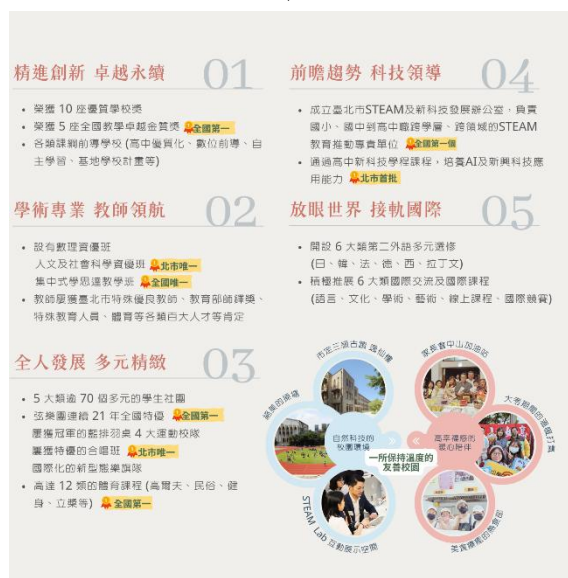 精進創新 卓越永續 01
• 榮獲 10 座優質學校獎
• 榮獲 5 座全國教學卓越金質獎 全國第一
• 各類課綱前導學校 (高中優質化、數位前導、自
主學習、基地學校計畫等)
學術專業 教師領航 02
• 設有數理資優班
人文及社會科學資優班 北市唯一
集中式學思達教學班 全國唯一
• 教師屢獲臺北市特殊優良教師、教育部師鐸獎、
特殊教育人員、體育等各類百大人才等肯定
全人發展 多元精緻 03
• 5 大類逾 70 個多元的學生社團
• 弦樂團連續 21 年全國特優 全國第一
屢獲冠軍的藍排羽桌 4 大運動校隊
屢獲特優的合唱班 北市唯一
國際化的新型態樂旗隊
• 高達 12 類的體育課程 (高爾夫、民俗、健
身、立槳等) 全國第一
前瞻趨勢 科技領導 04
• 成立臺北市STEAM及新科技發展辦公室，負責
國小、國中到高中職跨學層、跨領域的STEAM
教育推動專責單位 全國第一個
• 通過高中新科技學程課程，培養AI及新興科技應
用能力 北市首批
放眼世界 接軌國際 05
• 開設 6 大類第二外語多元選修
(日、韓、法、德、西、拉丁文)
• 積極推展 6 大類國際交流及國際課程
(語言、文化、學術、藝術、線上課程、國際競賽)
市定三級古蹟 逸仙樓
家長會中山加油站
絕美的操場
大考現場的溫度打氣
自然科技的
校園環境
高卒禮感的
暖心陪伴
一所保持溫度的
友善校園
STEAM Lab 互動展示空間